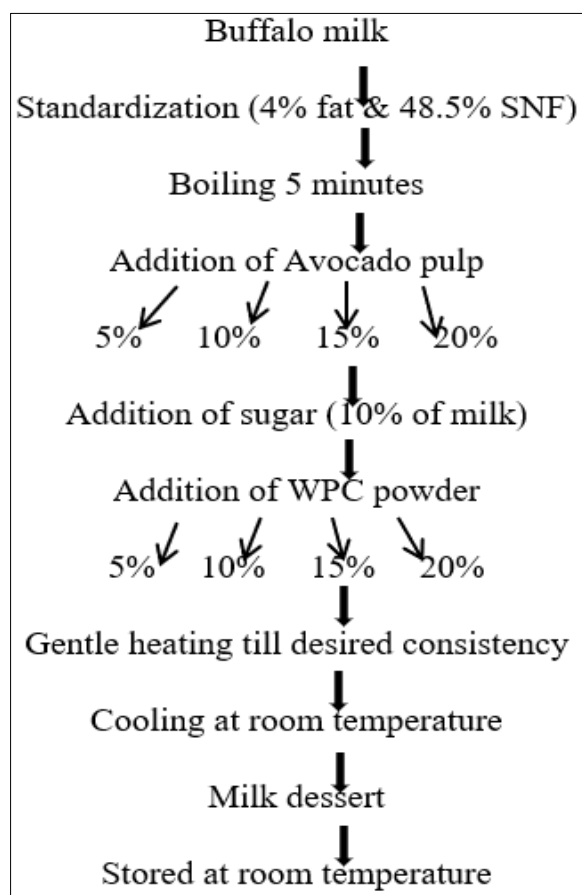 Buffalo milk
Standardization (4% fat & 48.5% SNF)
Boiling 5 minutes
Addition of Avocado pulp
5% 10% 15% 20%
Addition of sugar (10% of milk)
Addition of WPC powder
5% 10% 15% 20%
Gentle heating till desired consistency
Cooling at room temperature
Milk dessert
Stored at room temperature